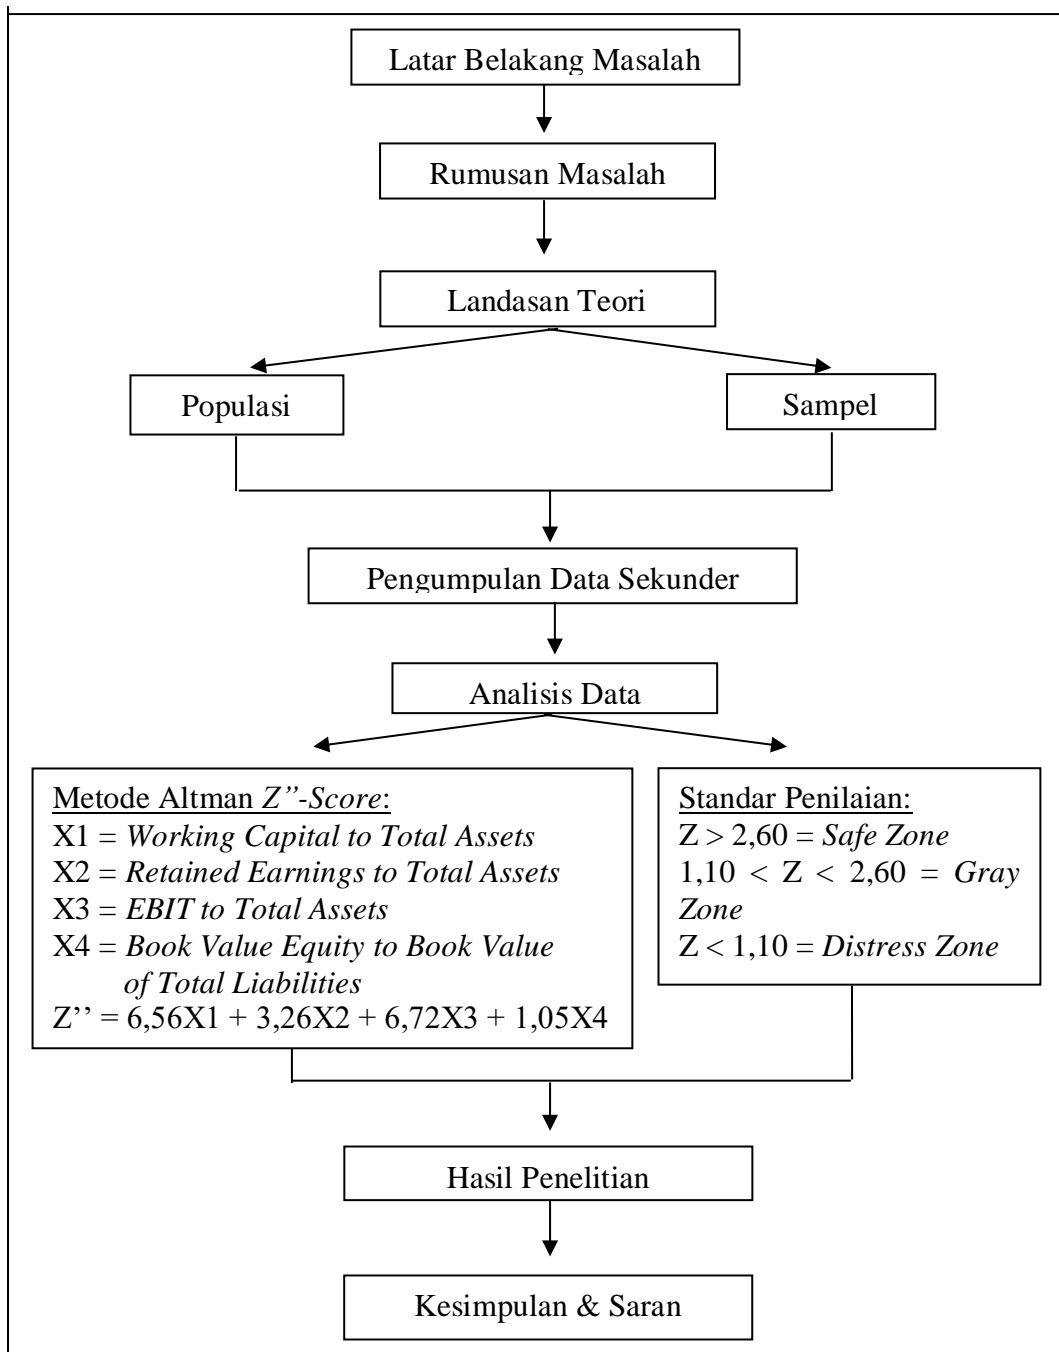 Latar Belakang Masalah
Rumusan Masalah
Landasan Teori
Populasi
Sampel
Pengumpulan Data Sekunder
Analisis Data
Metode Altman Z”-Score:
X1 = Working Capital to Total Assets
X2 = Retained Earnings to Total Assets
X3 = EBIT to Total Assets
X4 = Book Value Equity to Book Value
of Total Liabilities
Z’’ = 6,56X1 + 3,26X2 + 6,72X3 + 1,05X4
Standar Penilaian:
Z > 2,60 = Safe Zone
1,10 < Z < 2,60 = Gray
Zone
Z < 1,10 = Distress Zone
Hasil Penelitian
Kesimpulan & Saran